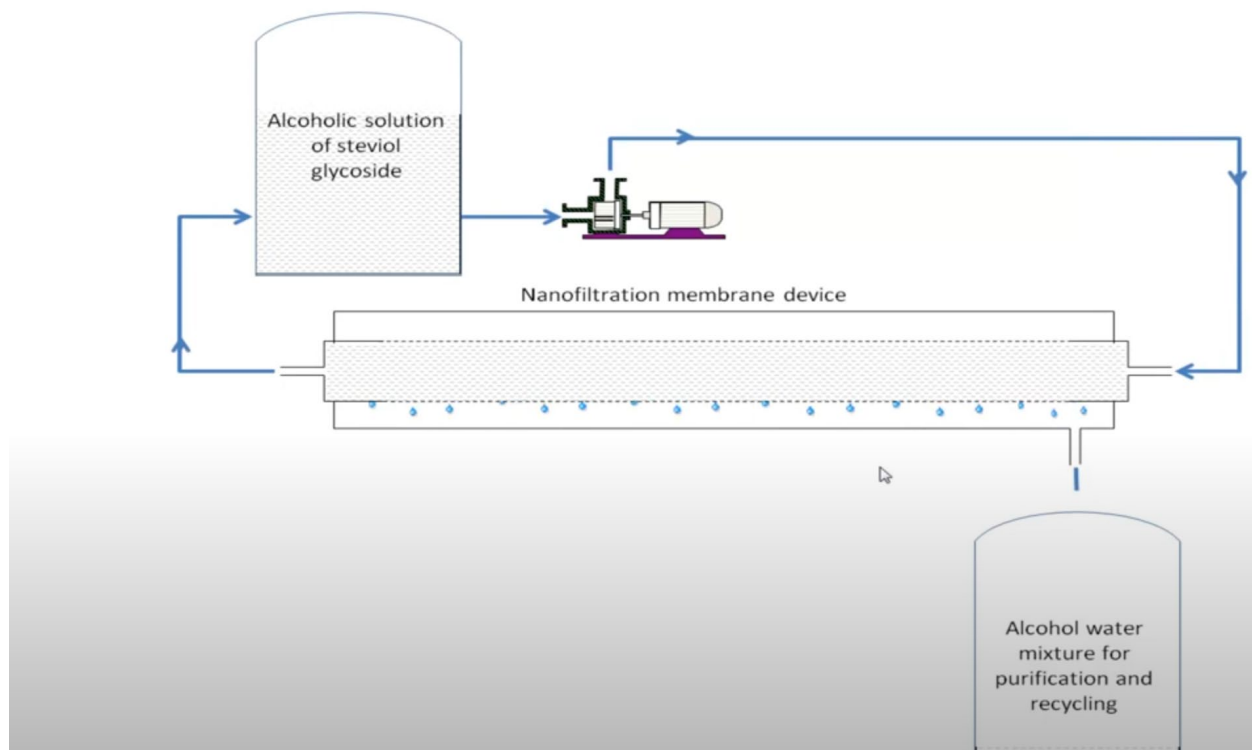 Alcoholic solution
of steviol
glycoside
Nanofiltration membrane device
Alcohol water
mixture for
purification and
recycling